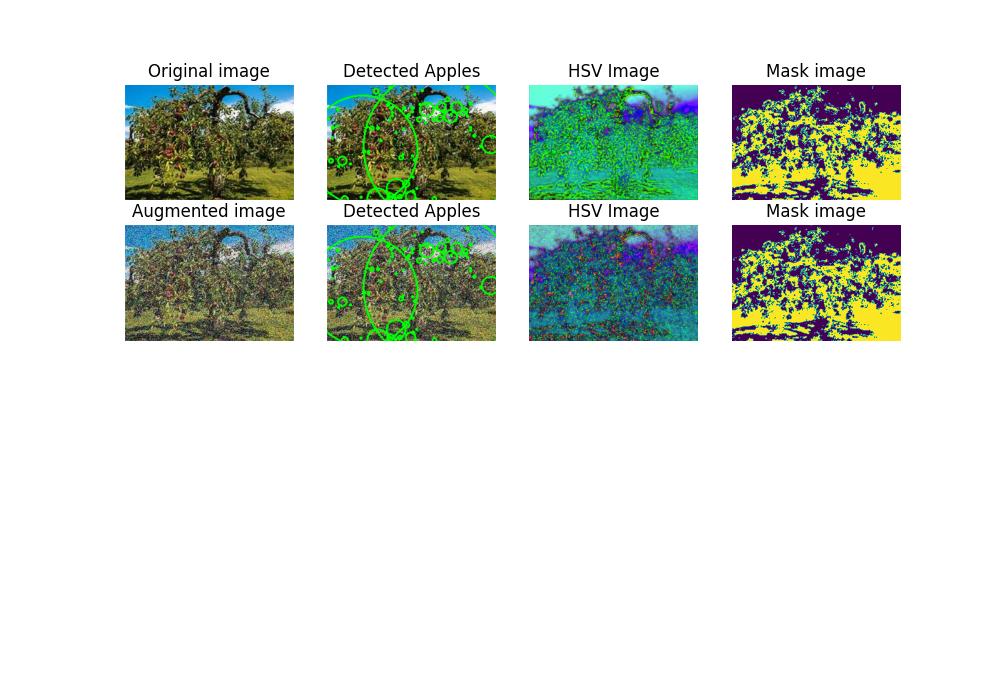 Original image
Detected Apples
HSV Image
Mask image
Augmented image
Detected Apples
HSV Image
Mask image